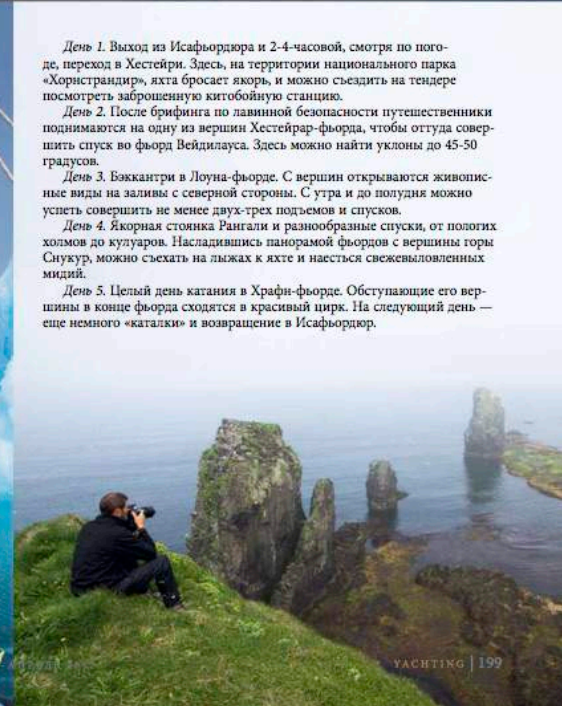 День 1. Выход из Исафьордюра и 2-4-часовой, смотря по пого-
де, переход в Хестейри. Здесь, на территории национального парка
«Хорнстрандир», яхта бросает якорь, и можно съездить на тендере
посмотреть заброшенную китобойную станцию.
День 2. После брифинга по лавинной безопасности путешественники
поднимаются на одну из вершин Хестейрар-фьорда, чтобы оттуда совер-
шить спуск во фьорд Вейдилауса. Здесь можно найти уклоны до 45-50
градусов.
День 3. Бэккантри в Лоуна-фьорде. С вершин открываются живопис-
ные виды на заливы с северной стороны. С утра и до полудня можно
успеть совершить не менее двух-трех подъемов и спусков.
День 4. Якорная стоянка Рангали и разнообразные спуски, от пологих
холмов до кулуаров. Насладившись панорамой фьордов с вершины горы
Снукур, можно съехать на лыжах к яхте и наесться свежевыловленных
мидий.
День 5. Целый день катания в Храфн-фьорде. Обступающие его вер-
шины в конце фьорда сходятся в красивый цирк. На следующий день —
еще немного «каталки» и возвращение в Исафьордюр.
YACHTING | 199